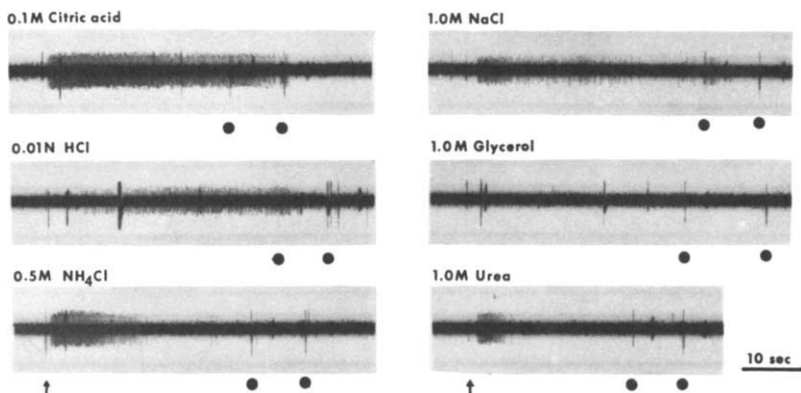 0.1M Citric acid
0.01N HCl
0.5M NH₄Cl
1.0M NaCl
1.0M Glycerol
1.0M Urea
10 sec